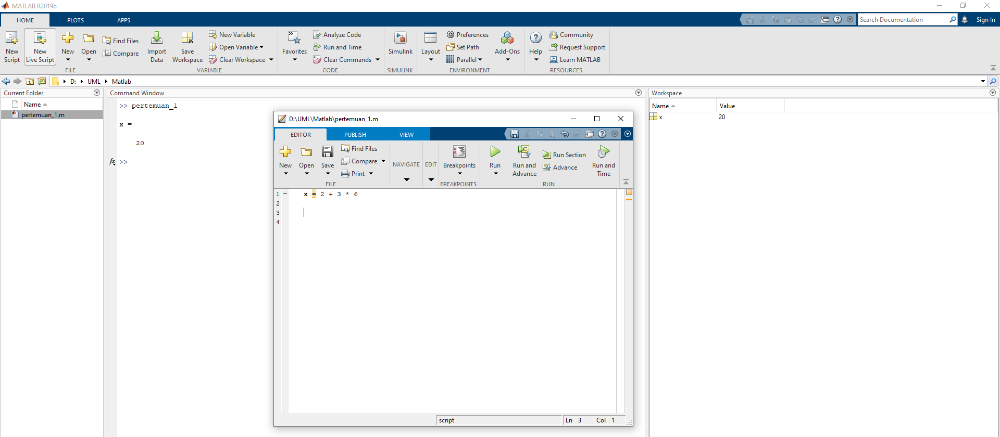 MATLAB R2019b
HOME PLOTS APPS
Search Documentation
Sign In
New Script
New Live Script
New
Open
Find Files
Compare
FILE
Import Data
Save Workspace
New Variable
Open Variable
Clear Workspace
VARIABLE
Favorites
Analyze Code
Run and Time
Clear Commands
CODE
Simulink
SIMULINK
Layout
Preferences
Set Path
Parallel
Add-Ons
ENVIRONMENT
Help
Community
Request Support
Learn MATLAB
RESOURCES
D: UML Matlab
Current Folder
Name
pertemuan_1.m
Command Window
>> pertemuan_1
x =
20
fx >>
D:\UML\Matlab\pertemuan_1.m
EDITOR PUBLISH VIEW
New
Open
Save
Find Files
Compare
Print
FILE
NAVIGATE
EDIT
Breakpoints
BREAKPOINTS
Run
Run and Advance
Run Section
Advance
Run and Time
RUN
1 x = 2 + 3 * 6
2
3
4
script
Ln 3 Col 1
Workspace
Name Value
x 20